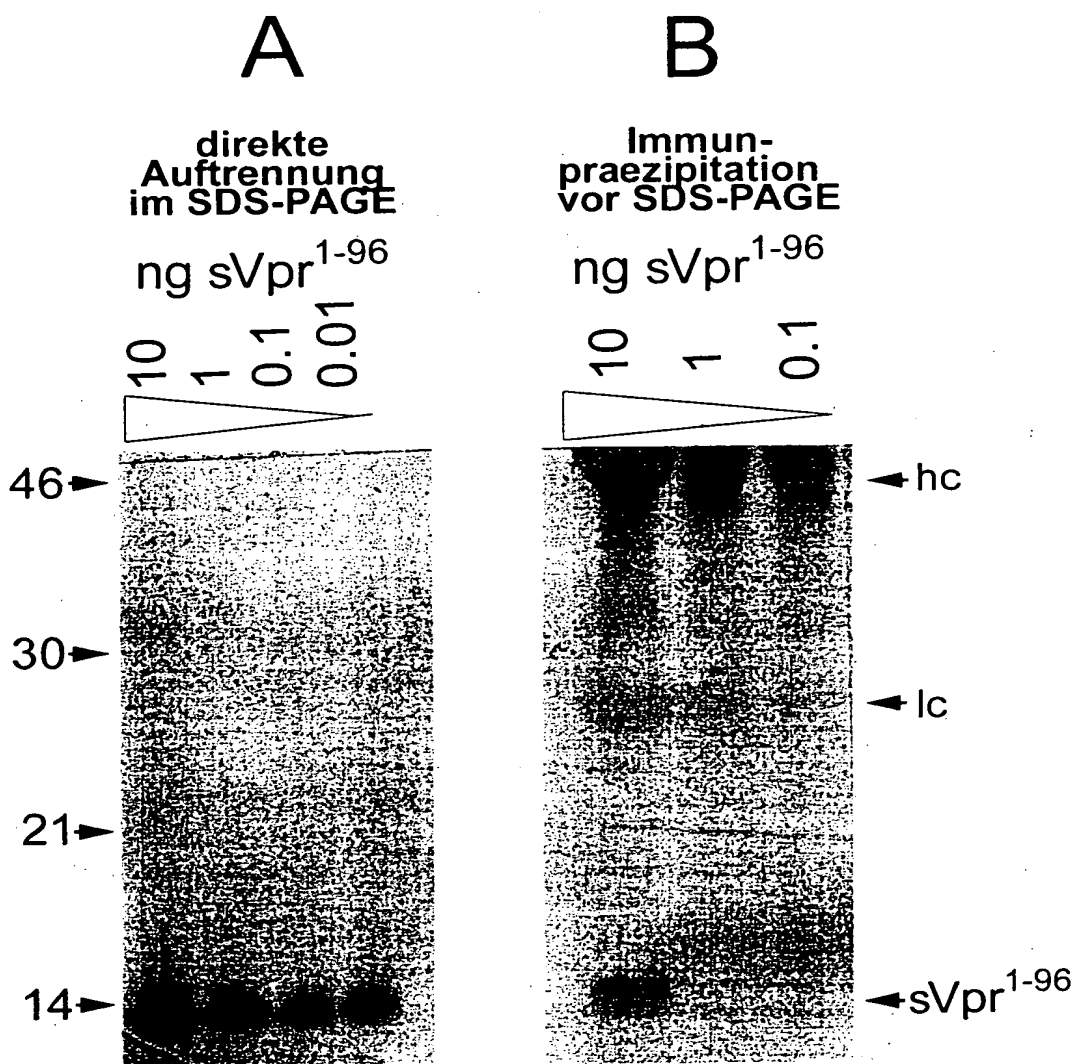 A
direkte
Auftrennung
im SDS-PAGE
ng sVpr1-96
10 1 0.1 0.01
46
30
21
14
B
Immun-
praezipitation
vor SDS-PAGE
ng sVpr1-96
10 1 0.1
hc
lc
sVpr1-96